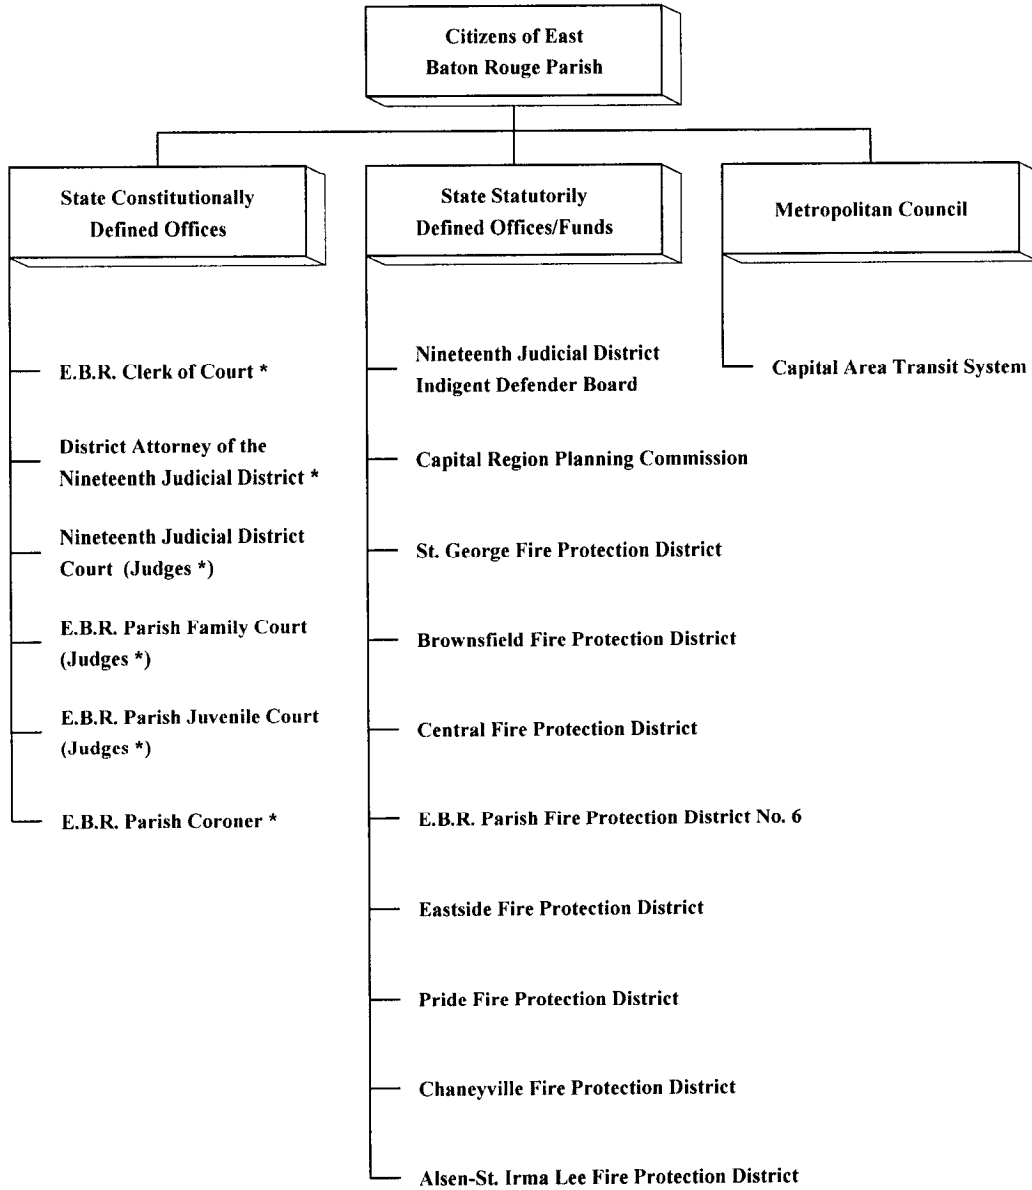 Citizens of East
Baton Rouge Parish
State Constitutionally
Defined Offices
E.B.R. Clerk of Court *
District Attorney of the
Nineteenth Judicial District *
Nineteenth Judicial District
Court (Judges *)
E.B.R. Parish Family Court
(Judges *)
E.B.R. Parish Juvenile Court
(Judges *)
E.B.R. Parish Coroner *
State Statutorily
Defined Offices/Funds
Nineteenth Judicial District
Indigent Defender Board
Capital Region Planning Commission
St. George Fire Protection District
Brownsfield Fire Protection District
Central Fire Protection District
E.B.R. Parish Fire Protection District No. 6
Eastside Fire Protection District
Pride Fire Protection District
Chaneyville Fire Protection District
Alsen-St. Irma Lee Fire Protection District
Metropolitan Council
Capital Area Transit System